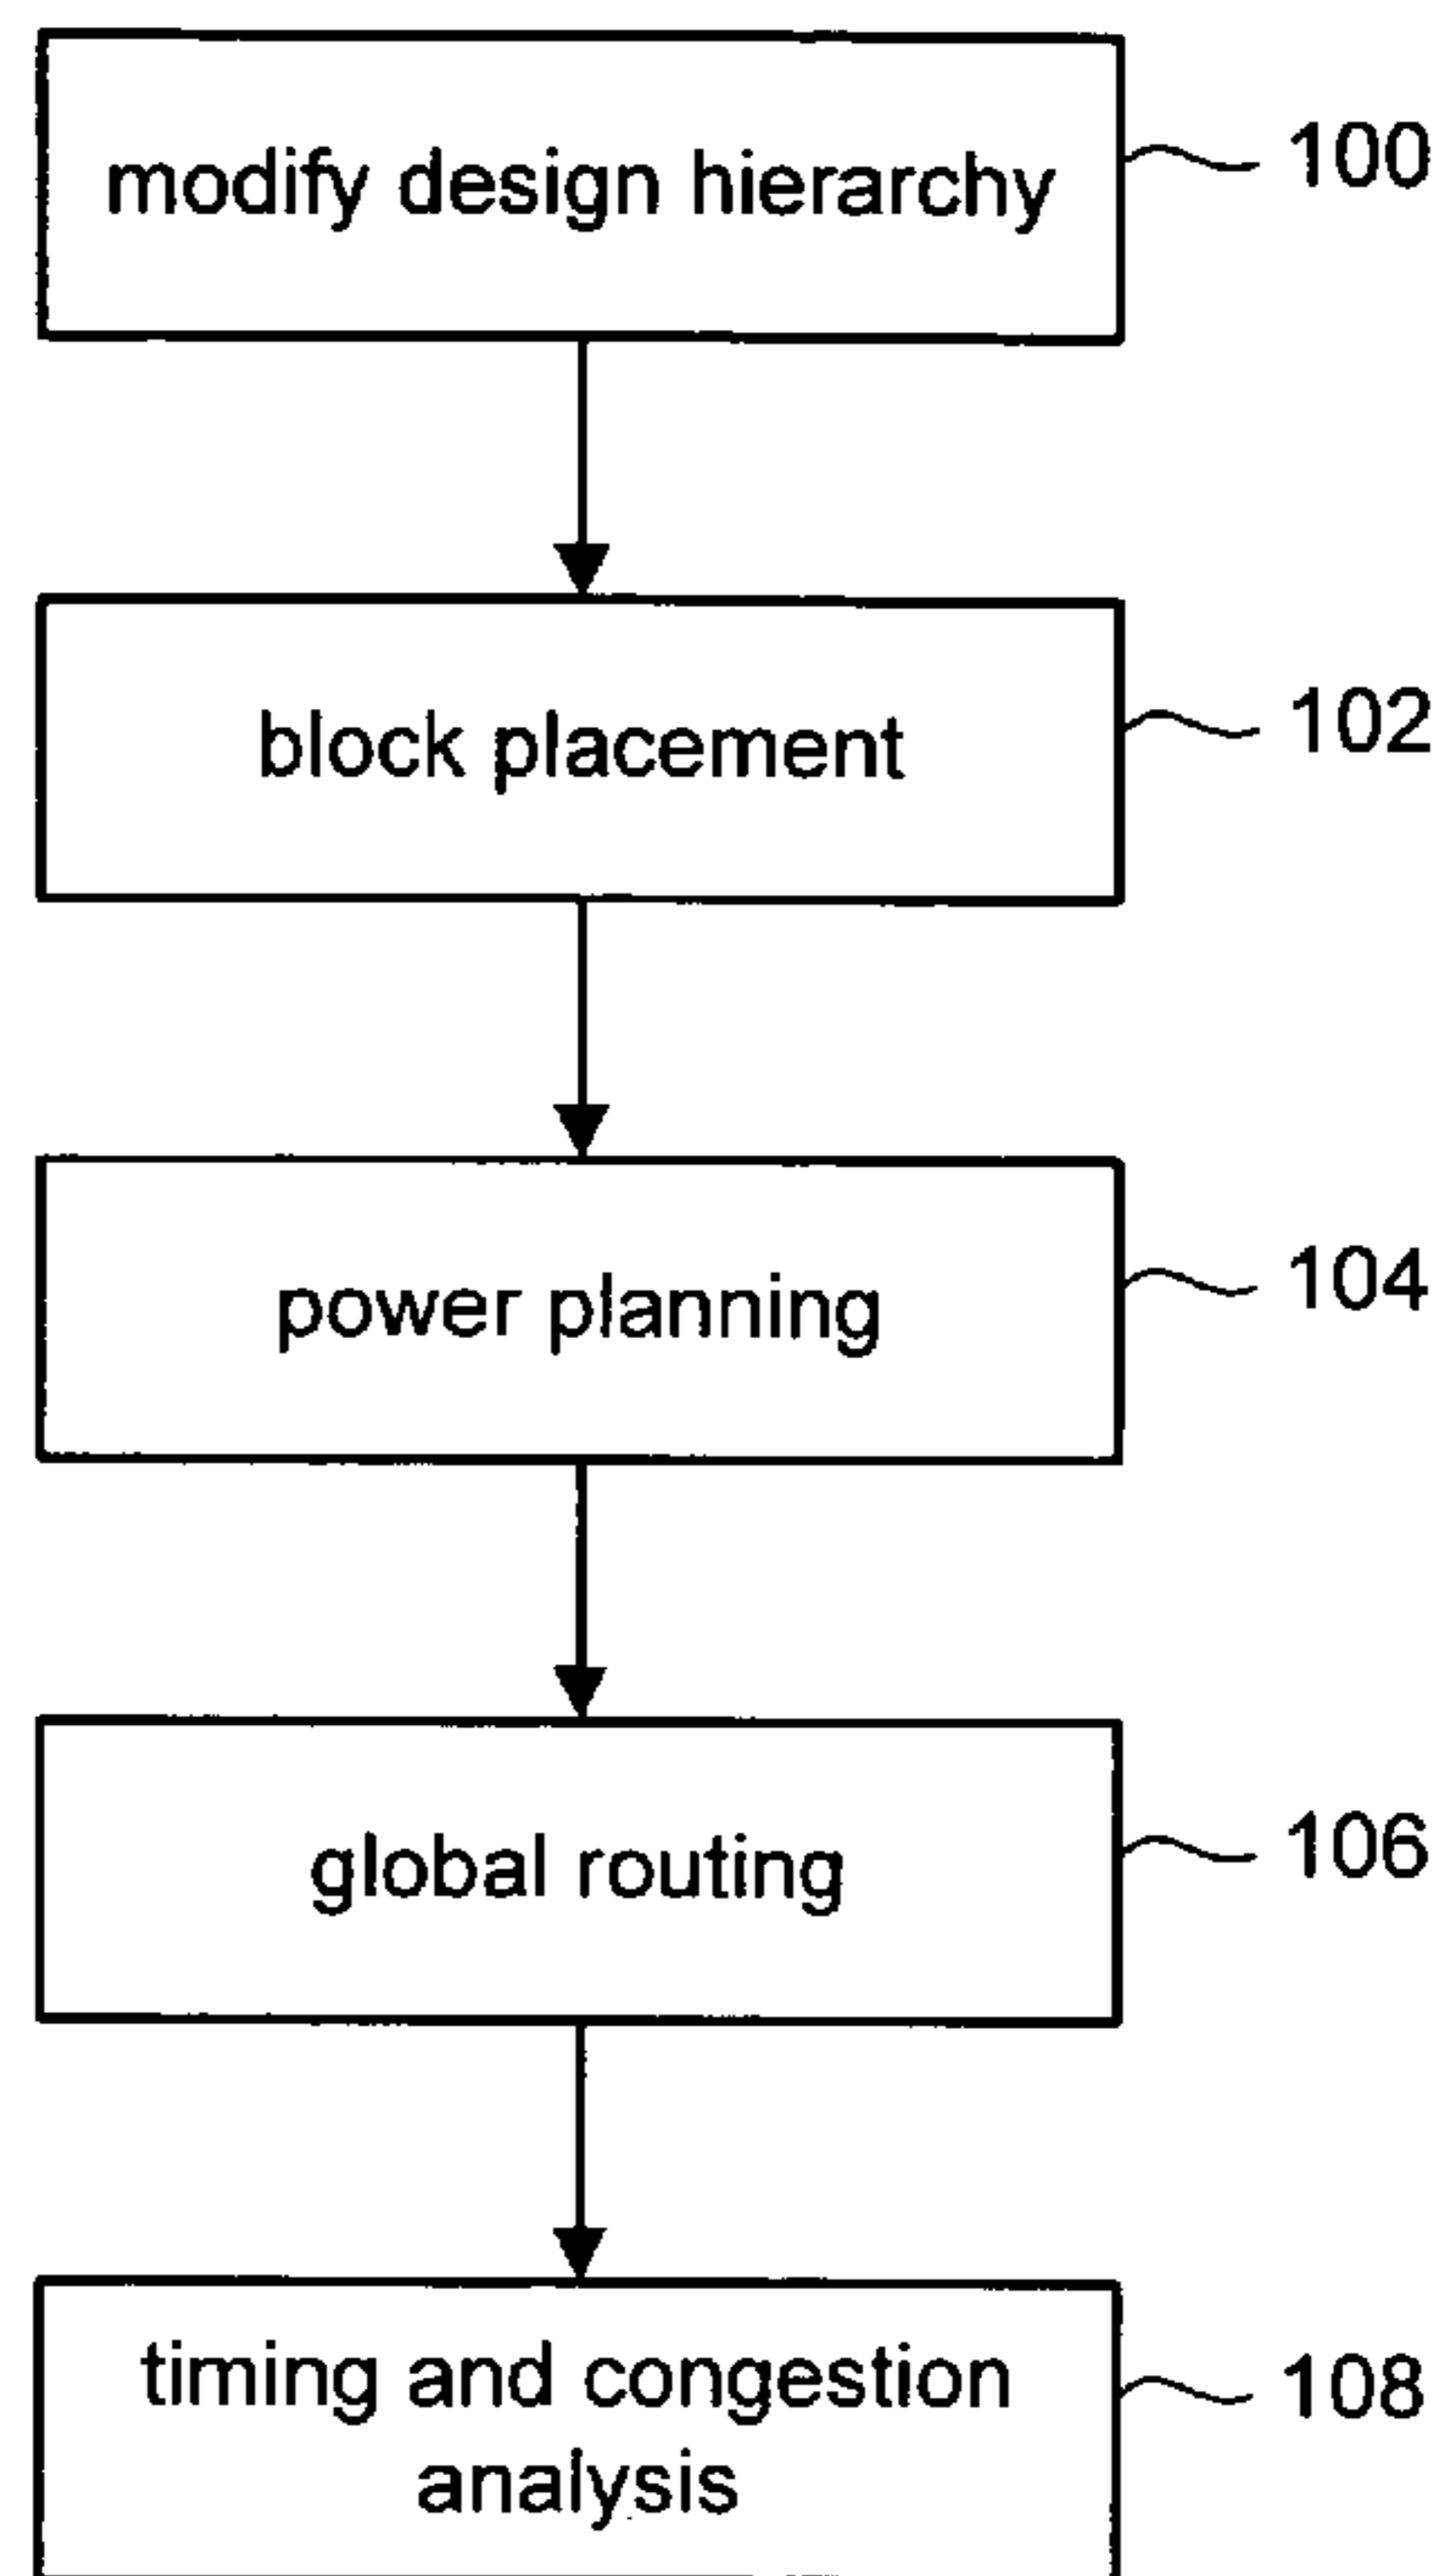 modify design hierarchy
100
block placement
102
power planning
104
global routing
106
timing and congestion
analysis
108